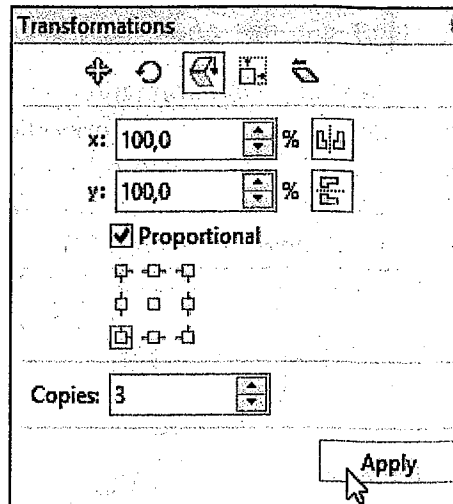 Transformations
x: 100,0 %
y: 100,0 %
Proportional
Copies: 3
Apply